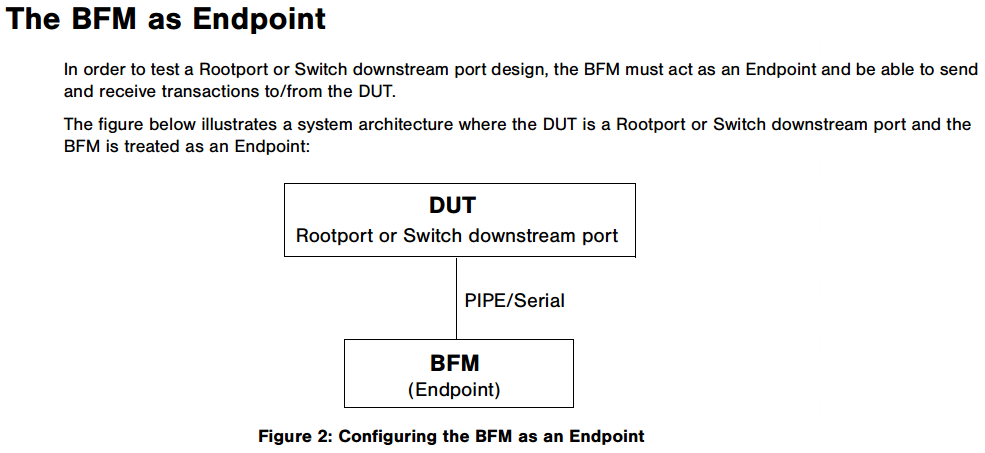 The BFM as Endpoint
In order to test a Rootport or Switch downstream port design, the BFM must act as an Endpoint and be able to send
and receive transactions to/from the DUT.
The figure below illustrates a system architecture where the DUT is a Rootport or Switch downstream port and the
BFM is treated as an Endpoint:
DUT
Rootport or Switch downstream port
PIPE/Serial
BFM
(Endpoint)
Figure 2: Configuring the BFM as an Endpoint